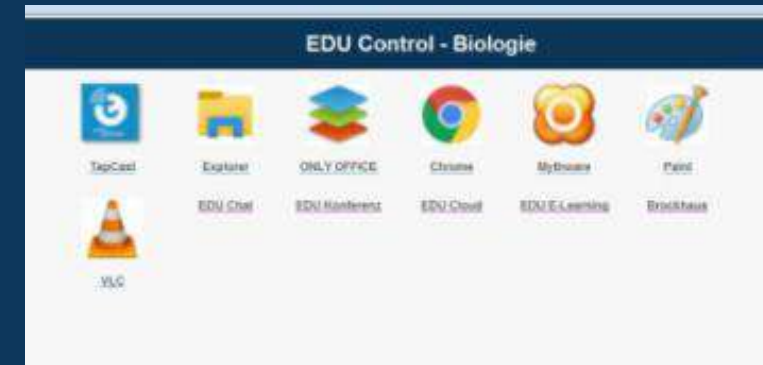 EDU Control - Biologie
TapCast Explorer ONLY OFFICE Chrome Mythware Paint
EDU Chat EDU Konferenz EDU Cloud EDU E-Learning Brockhaus
VLC